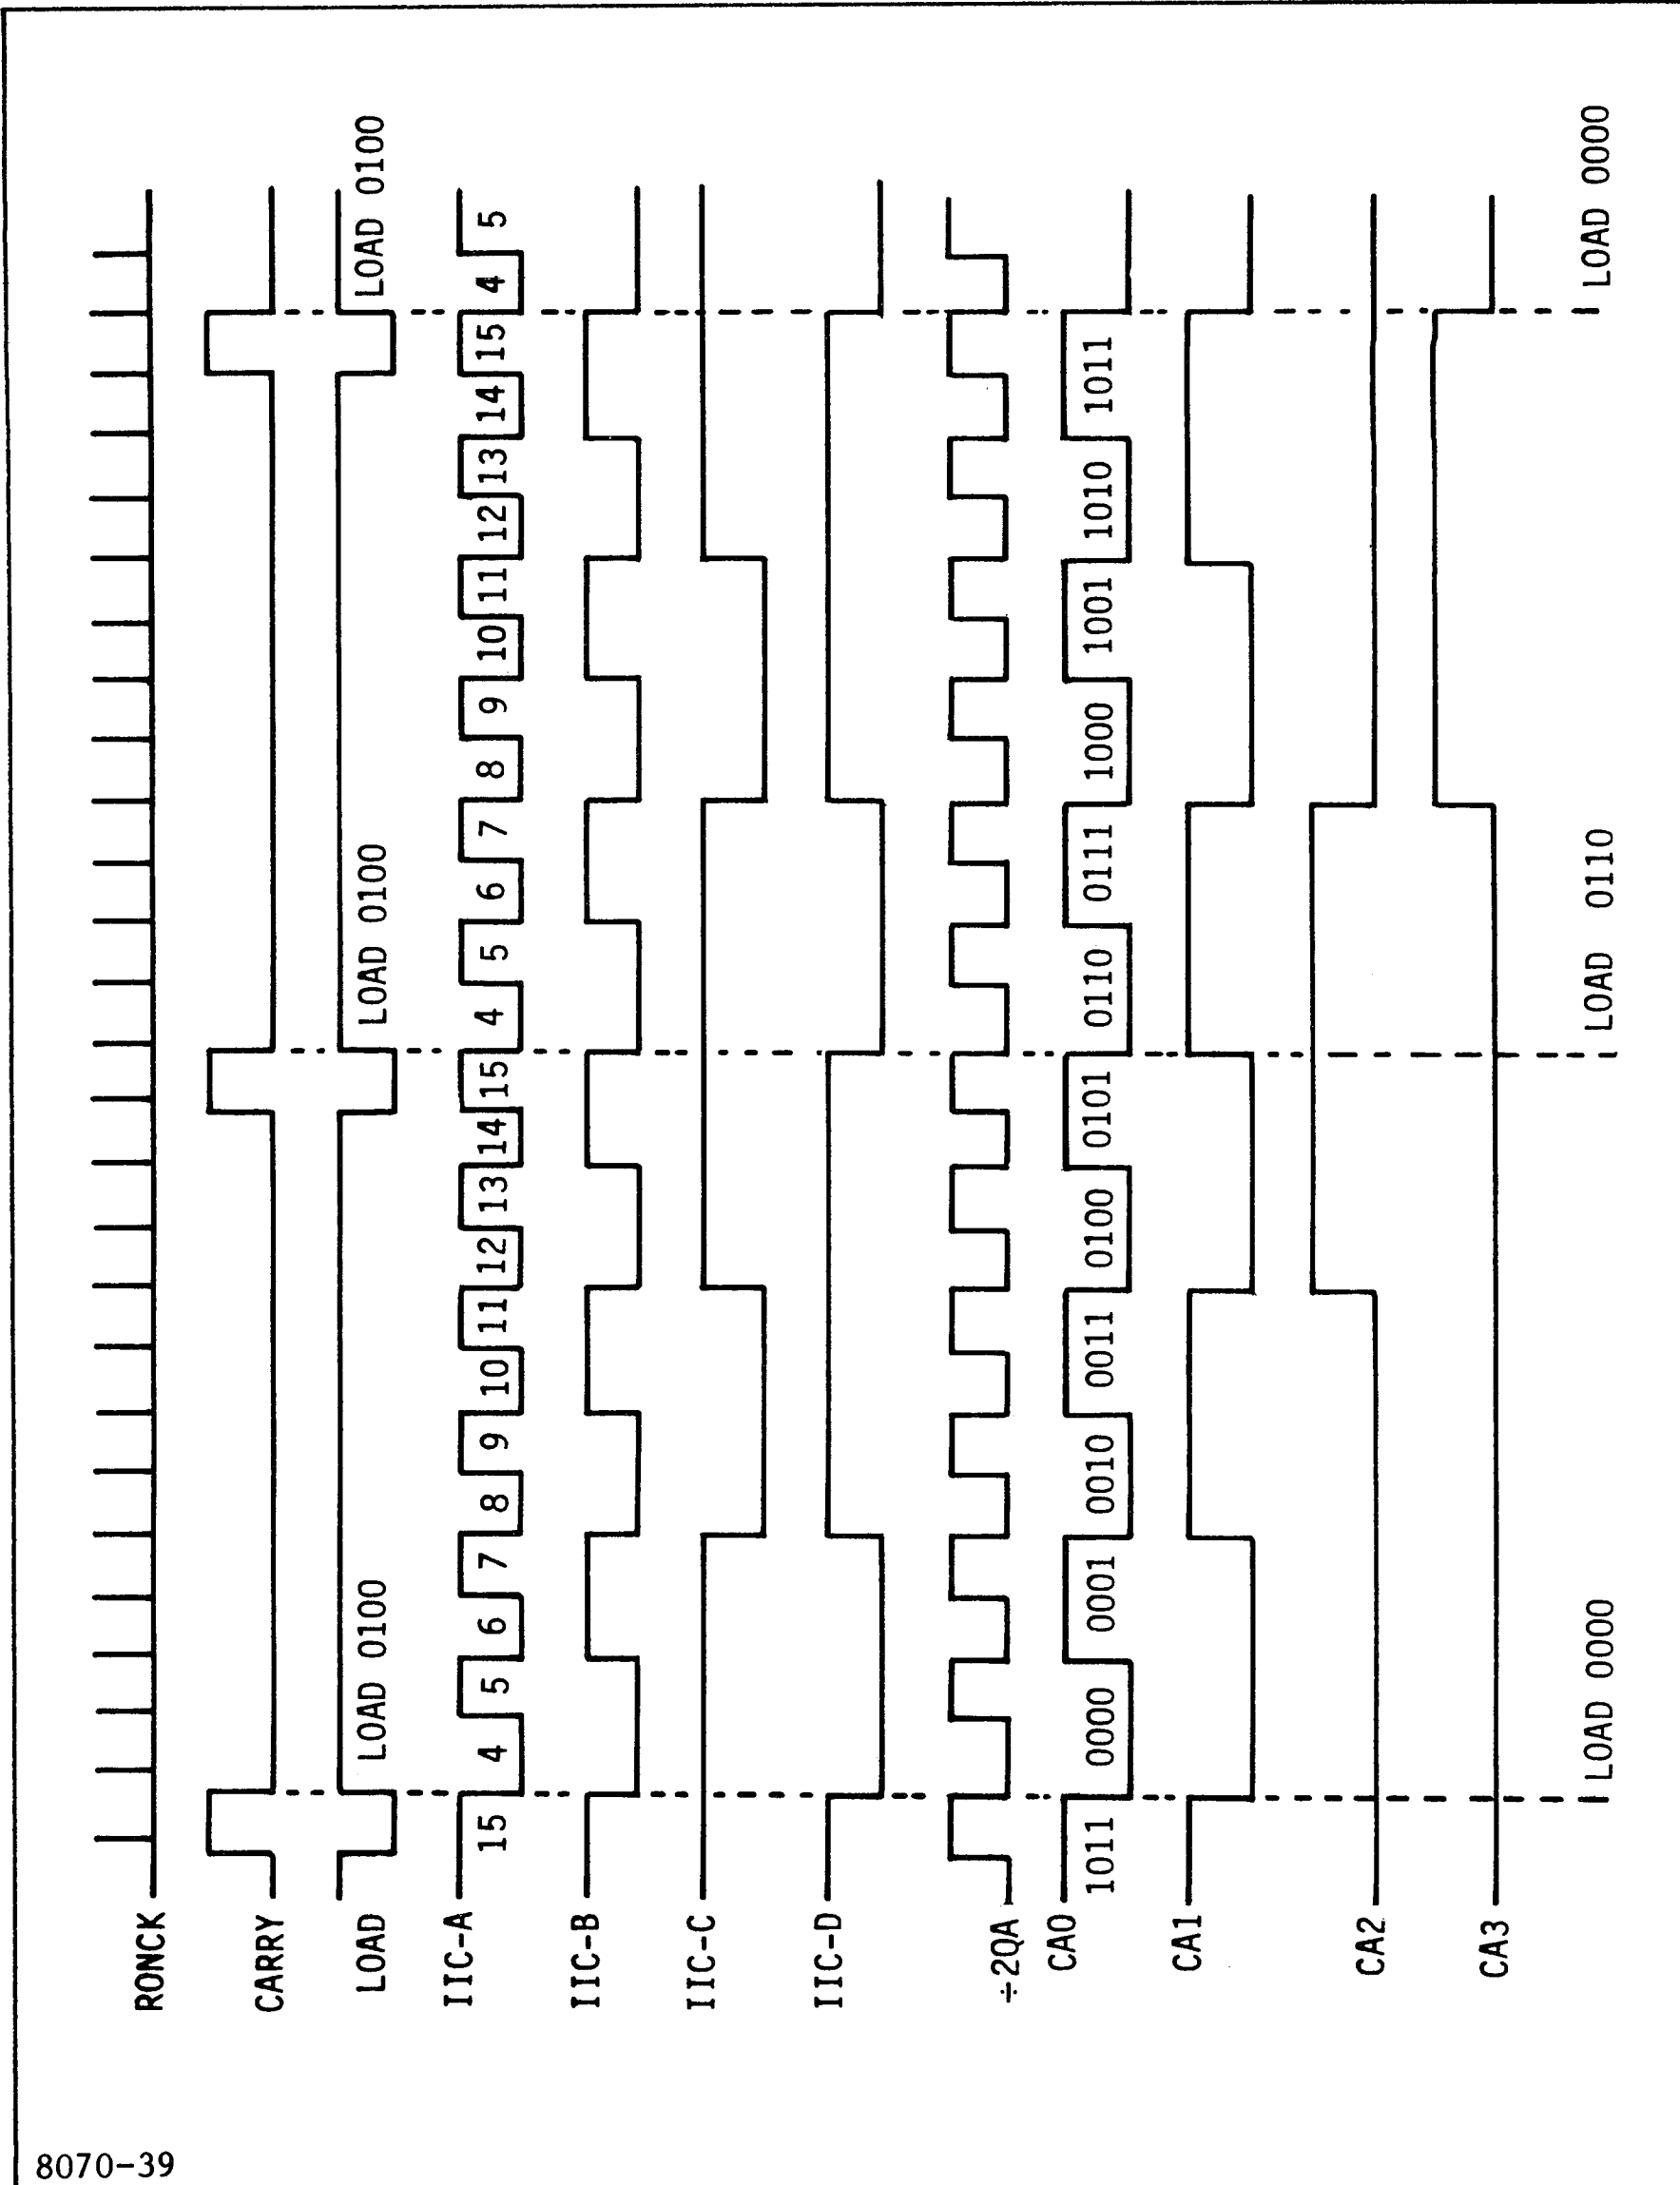 RONCK
CARRY
LOAD
LOAD 0100
LOAD 0100
LOAD 0100
IIC-A
15 4 5 6 7 8 9 10 11 12 13 14 15 4 5 6 7 8 9 10 11 12 13 14 15 4 5
IIC-B
IIC-C
IIC-D
÷2QA
CA0
1011 0000 0001 0010 0011 0100 0101 0110 0111 1000 1001 1010 1011
CA1
CA2
CA3
LOAD 0000
LOAD 0110
LOAD 0000
8070-39